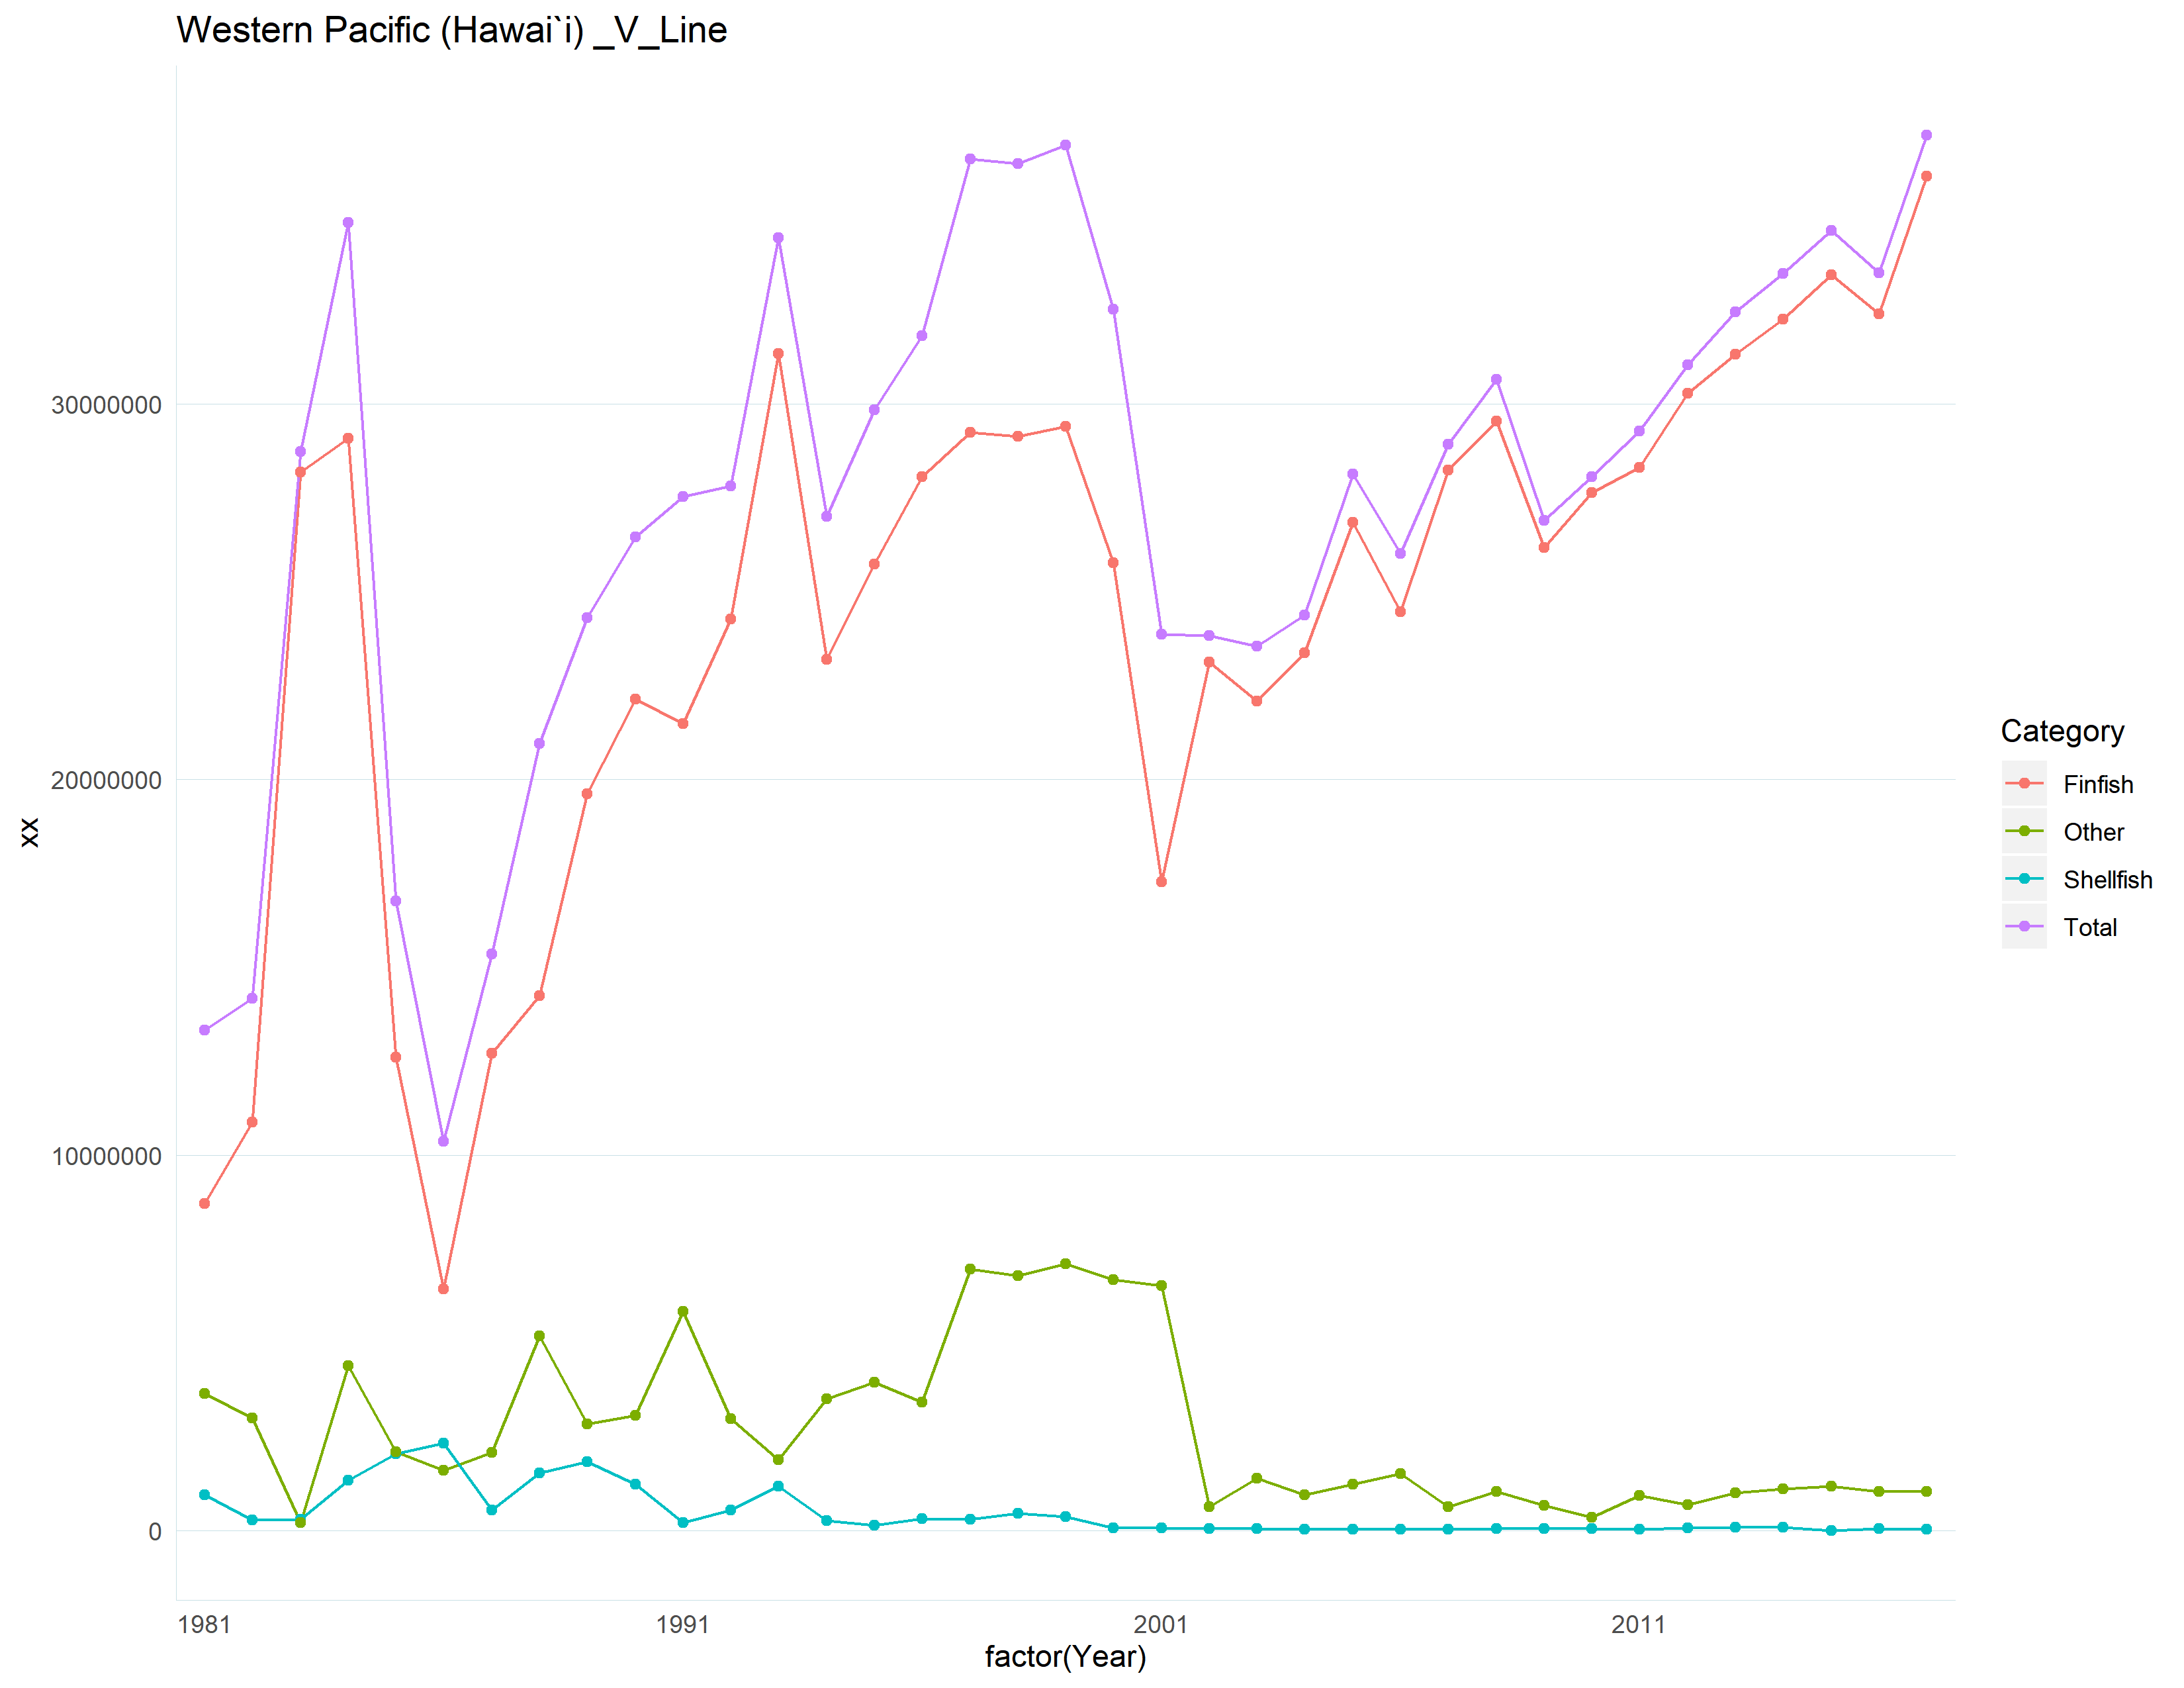 Western Pacific (Hawai`i) _V_Line
30000000
20000000
10000000
0
xx
1981 1991 2001 2011
factor(Year)
Category
Finfish
Other
Shellfish
Total